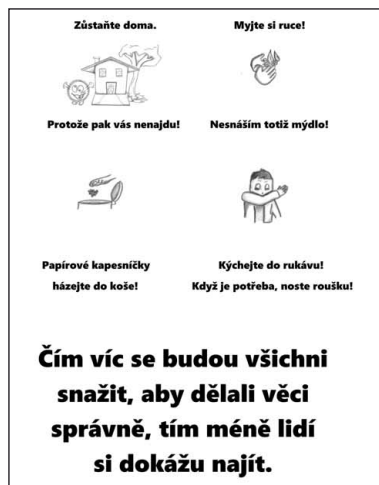 Zůstaňte doma.
Myjte si ruce!
Protože pak vás nenajdu!
Nesnáším totiž mýdlo!
Papírové kapesníčky
házejte do koše!
Kýchejte do rukávu!
Když je potřeba, noste roušku!
Čím víc se budou všichni
snažit, aby dělali věci
správně, tím méně lidí
si dokážu najít.